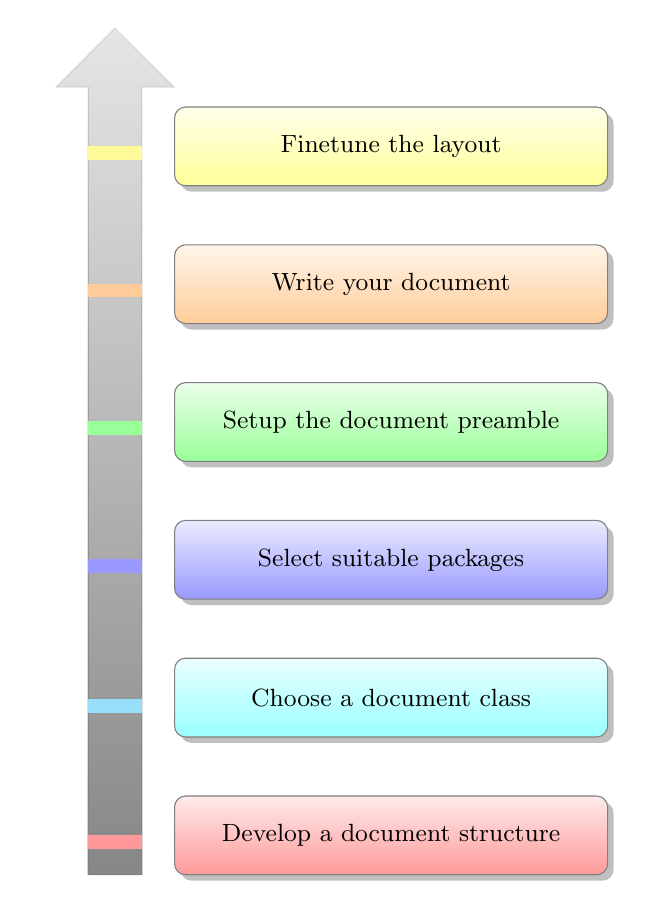 Finetune the layout
Write your document
Setup the document preamble
Select suitable packages
Choose a document class
Develop a document structure